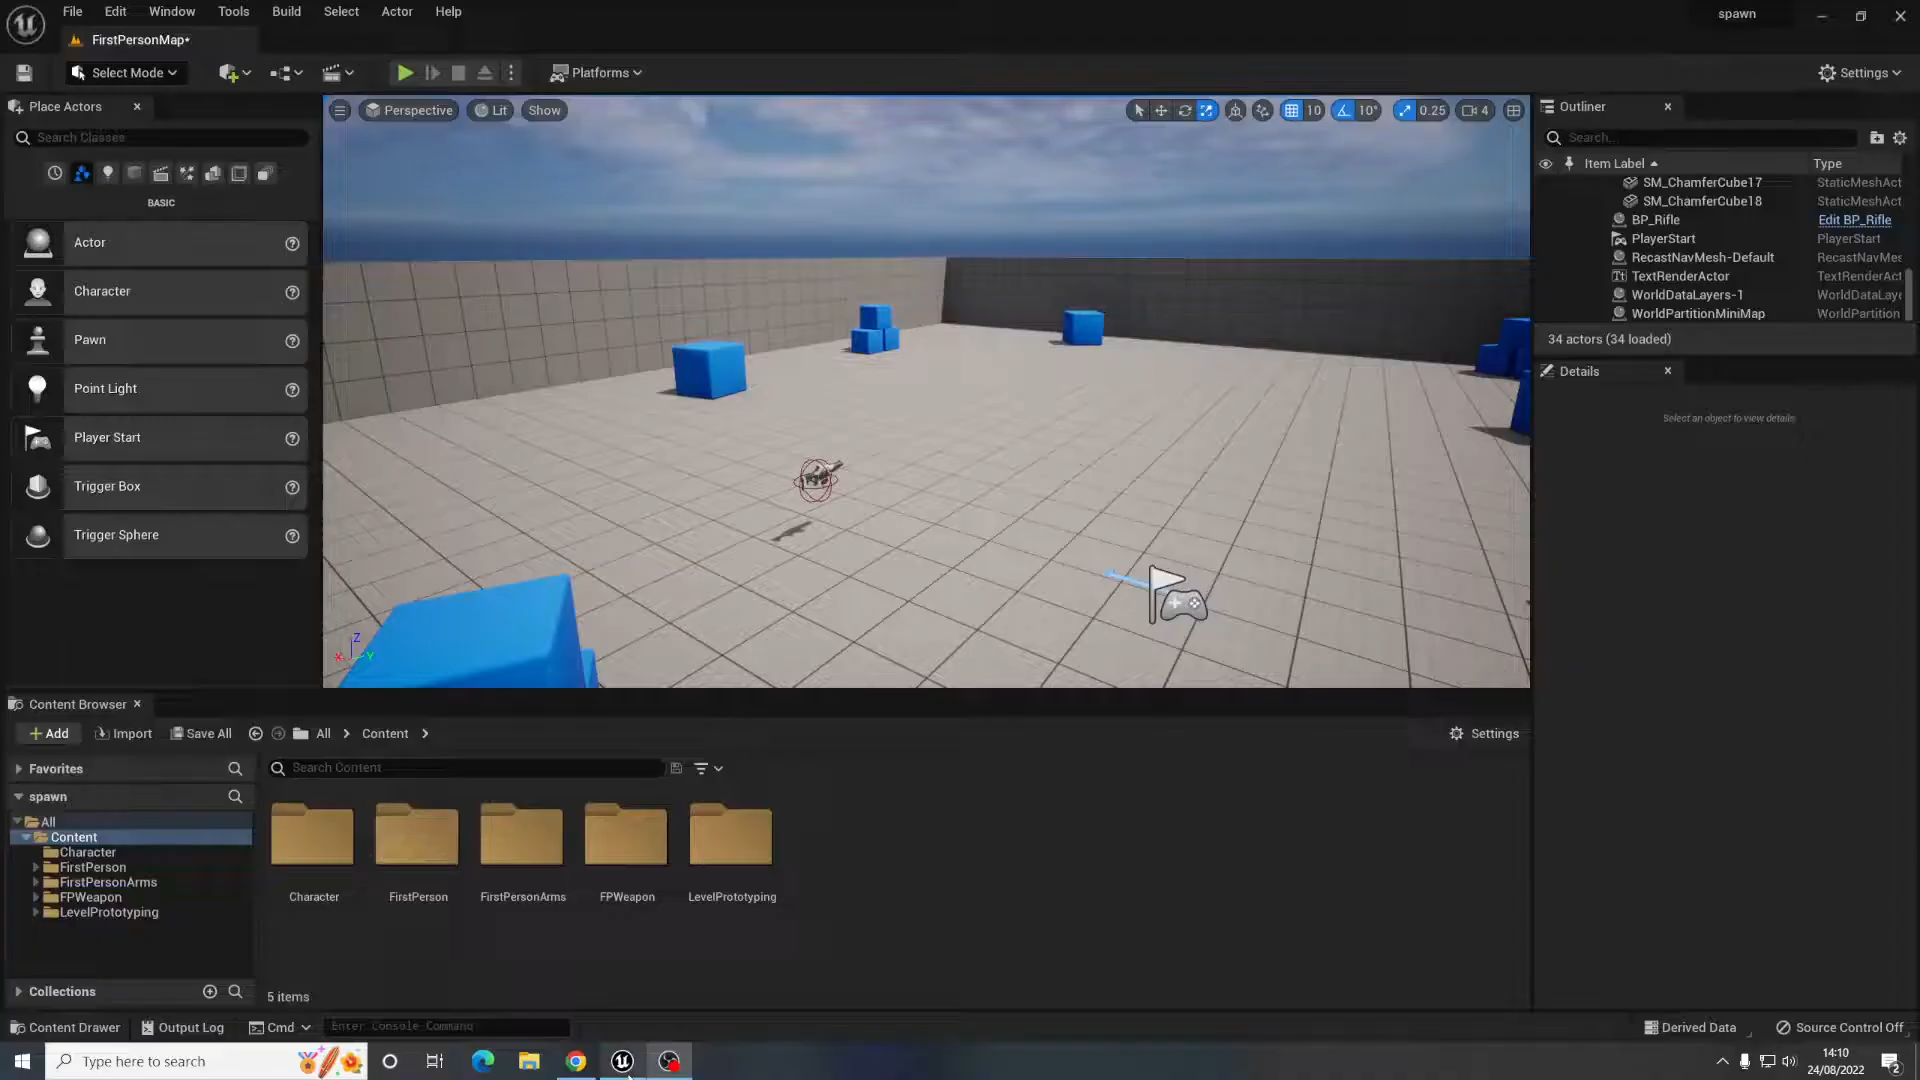 File Edit Window Tools Build Select Actor Help
spawn
FirstPersonMap*
Select Mode
Platforms
Settings
Place Actors
Search Classes
BASIC
Actor
Character
Pawn
Point Light
Player Start
Trigger Box
Trigger Sphere
Perspective Lit Show
10 10° 0.25 4
Outliner
Search...
Item Label Type
SM_ChamferCube17 StaticMeshAct
SM_ChamferCube18 StaticMeshAct
BP_Rifle Edit BP_Rifle
PlayerStart PlayerStart
RecastNavMesh-Default RecastNavMes
TextRenderActor TextRenderAct
WorldDataLayers-1 WorldDataLaye
WorldPartitionMiniMap WorldPartition
34 actors (34 loaded)
Details
Select an object to view details
Z
X Y
Content Browser
Add Import Save All All Content
Settings
Favorites
Search Content
spawn
All
Content
Character
FirstPerson
FirstPersonArms
FPWeapon
LevelPrototyping
Character FirstPerson FirstPersonArms FPWeapon LevelPrototyping
Collections
5 items
Content Drawer Output Log Cmd Enter Console Command
Derived Data Source Control Off
Type here to search
14:10
24/08/2022
2